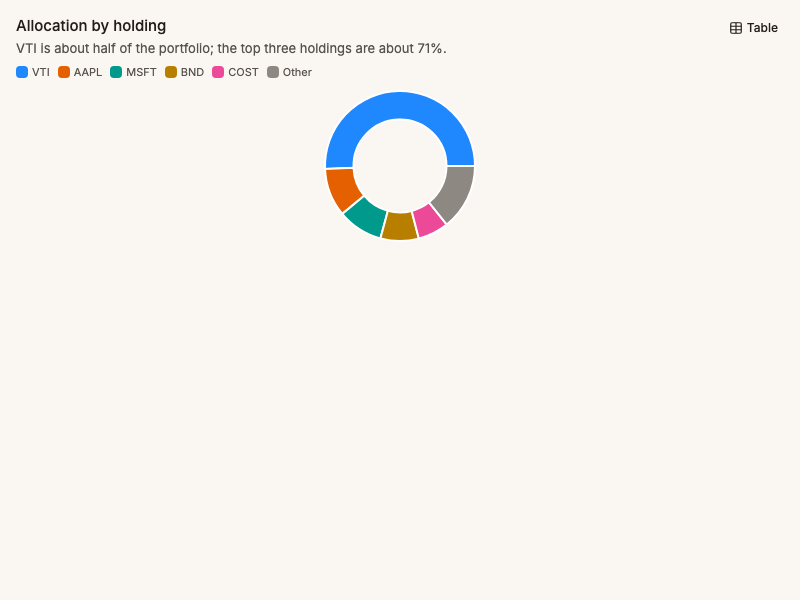 Allocation by holding
Table
VTI is about half of the portfolio; the top three holdings are about 71%.
VTI AAPL MSFT BND COST Other